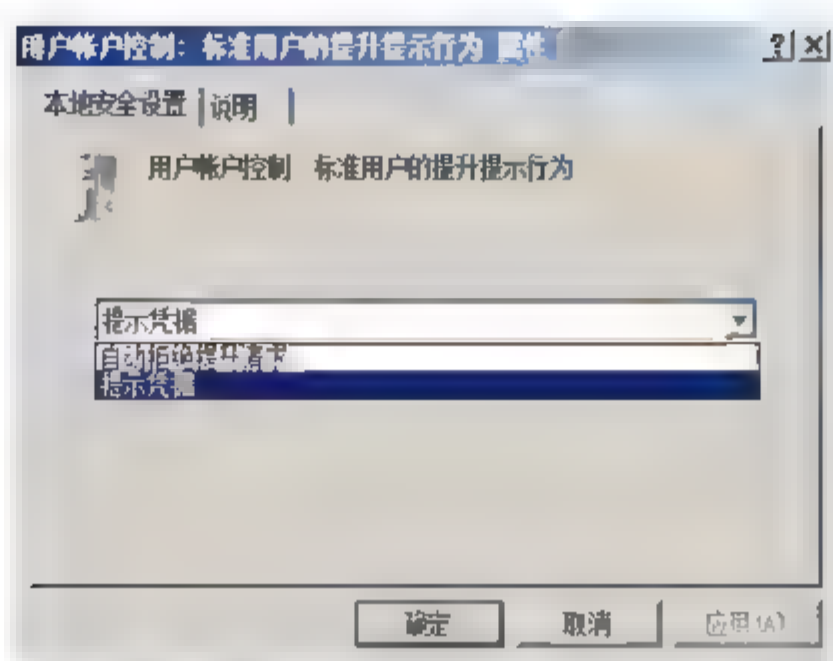 用户帐户控制: 标准用户的提升提示行为 属性
本地安全设置 说明
用户帐户控制 标准用户的提升提示行为
提示凭据
自动拒绝提升请求
提示凭据
确定 取消 应用(A)